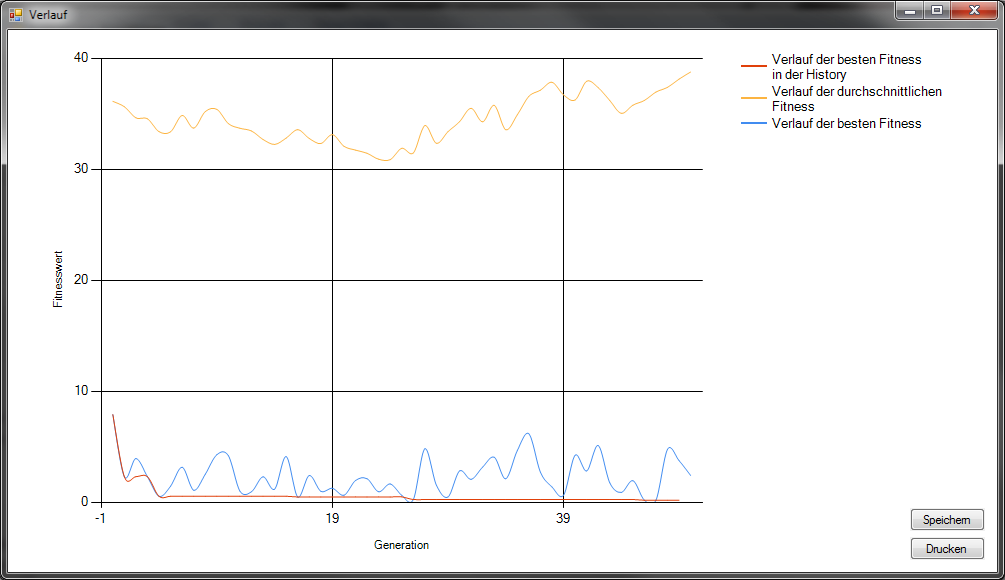 Verlauf
40
30
20
10
0
Fitnesswert
-1
19
39
Generation
Verlauf der besten Fitness
in der History
Verlauf der durchschnittlichen
Fitness
Verlauf der besten Fitness
Speichern
Drucken